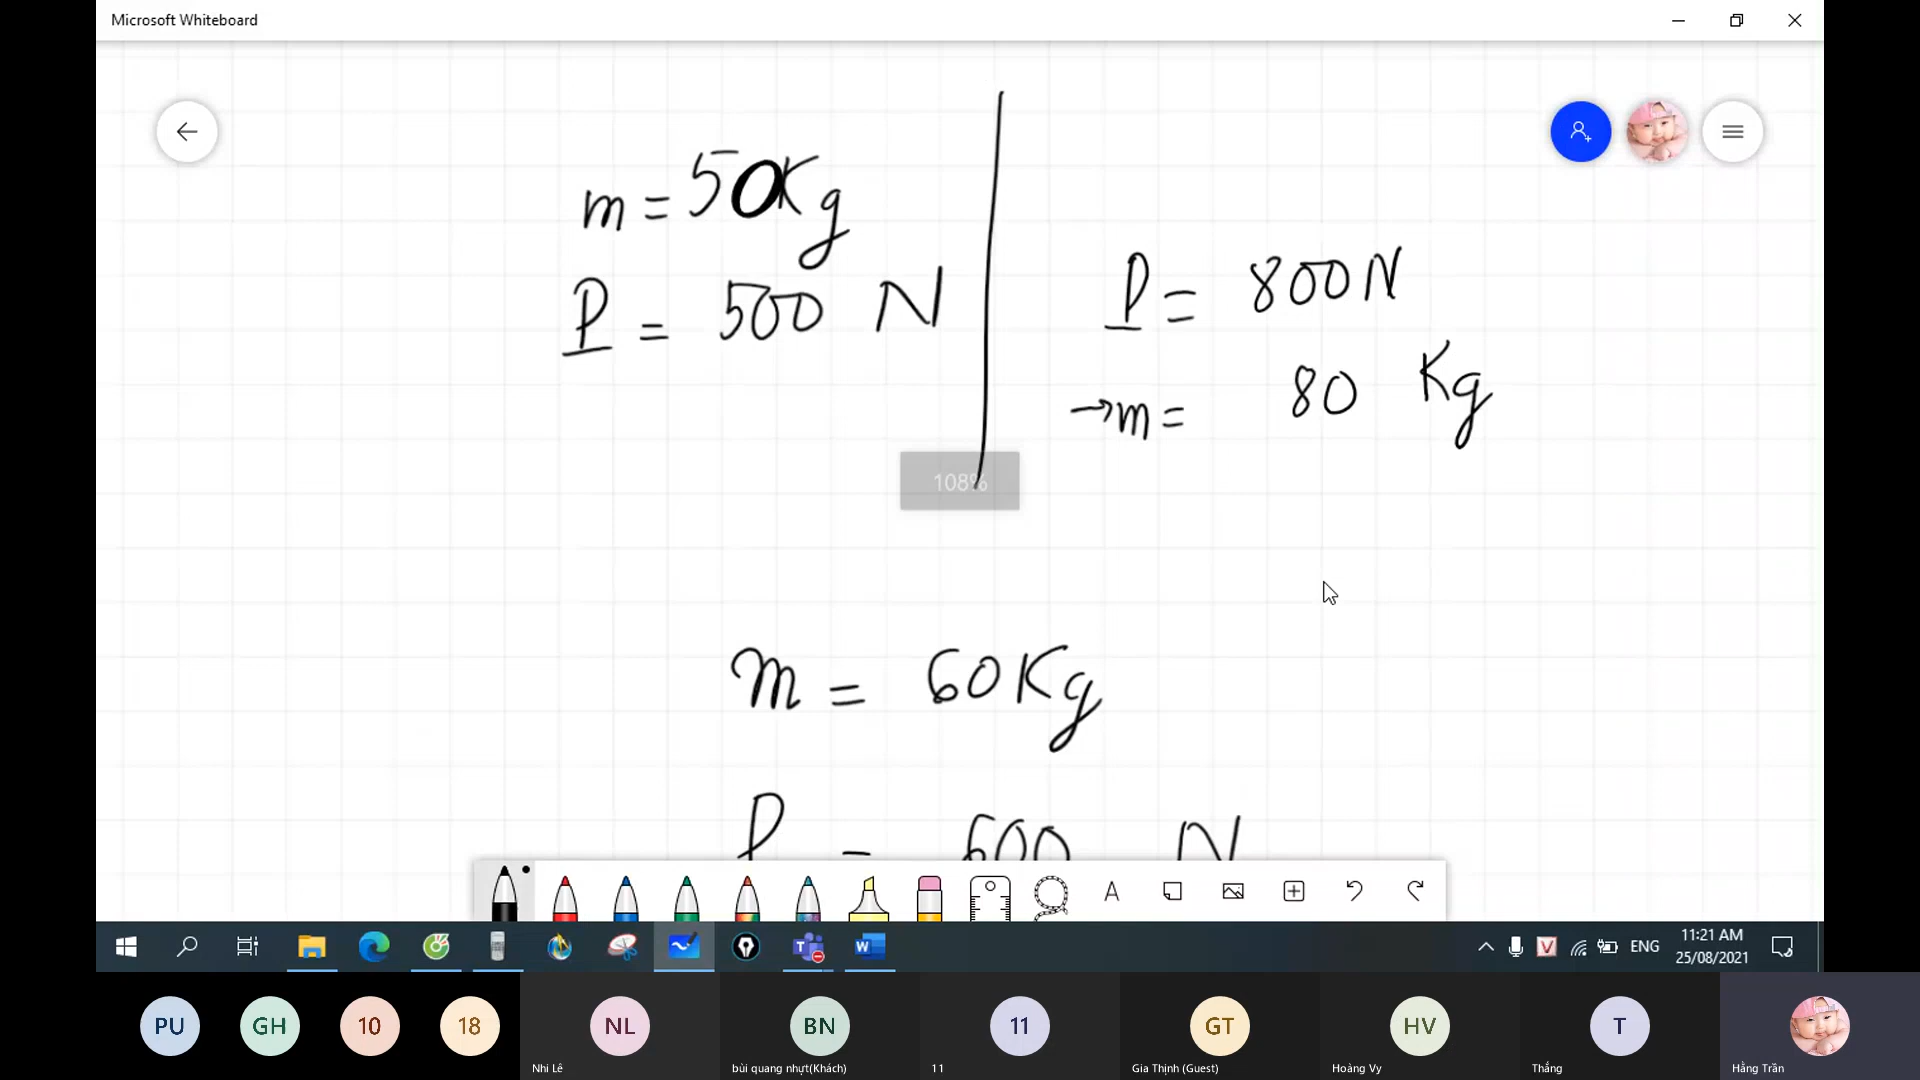 Microsoft Whiteboard
m = 50Kg
P = 500 N
P = 800N
→m = 80 Kg
108%
m = 60Kg
P = 600 N
A
ENG
11:21 AM
25/08/2021
PU
GH
10
18
NL
BN
11
GT
HV
T
Nhi Lê
bùi quang nhựt(Khách)
11
Gia Thịnh (Guest)
Hoàng Vy
Thắng
Hằng Trần